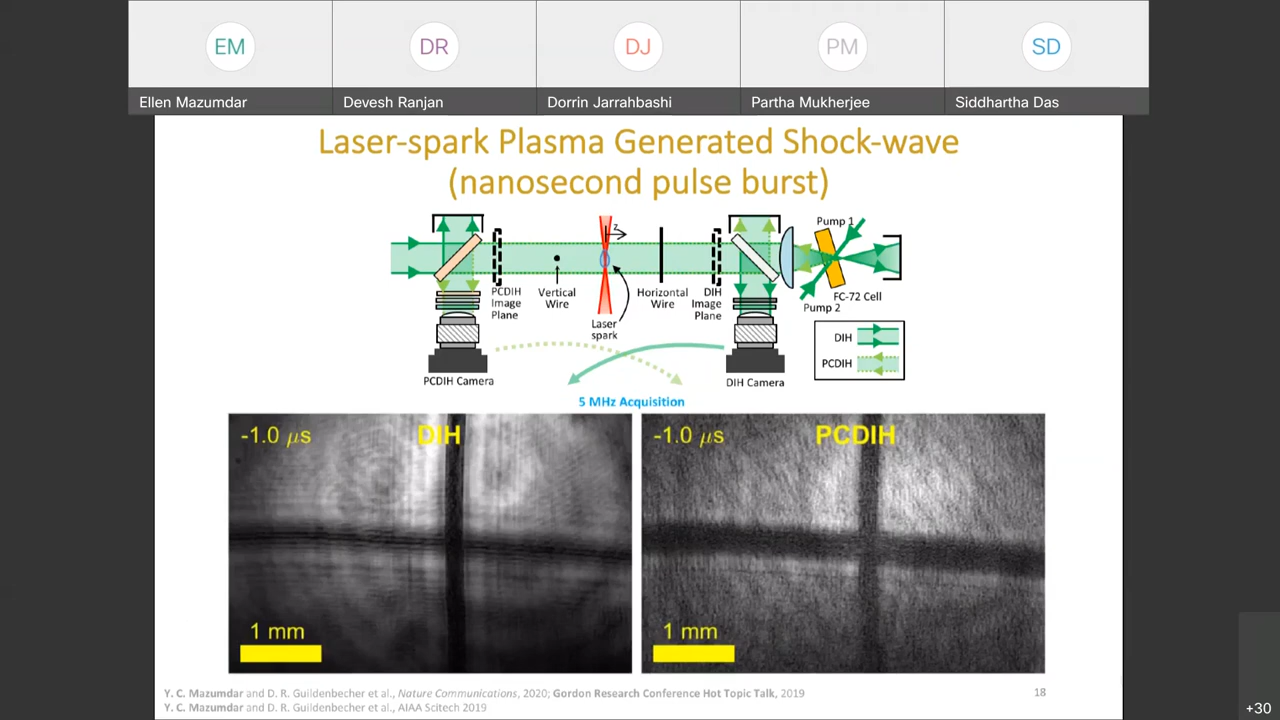 EM
DR
DJ
PM
SD
Ellen Mazumdar
Devesh Ranjan
Dorrin Jarrahbashi
Partha Mukherjee
Siddhartha Das
Laser-spark Plasma Generated Shock-wave
(nanosecond pulse burst)
Pump 1
z
PCDIH
Image
Plane
Vertical
Wire
Laser
spark
Horizontal
Wire
DIH
Image
Plane
FC-72 Cell
Pump 2
DIH
PCDIH
PCDIH Camera
DIH Camera
5 MHz Acquisition
-1.0 μs
DIH
1 mm
-1.0 μs
PCDIH
1 mm
Y. C. Mazumdar and D. R. Guildenbecher et al., Nature Communications, 2020; Gordon Research Conference Hot Topic Talk, 2019
Y. C. Mazumdar and D. R. Guildenbecher et al., AIAA Scitech 2019
18
+30